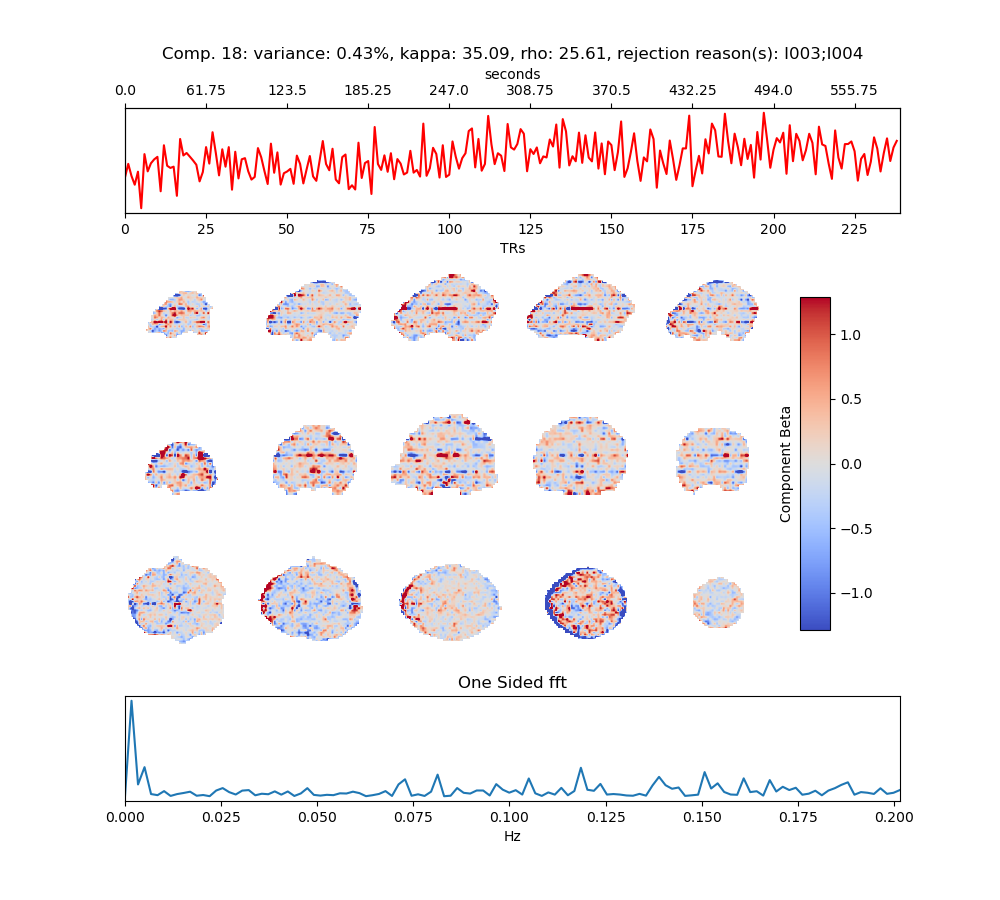 Comp. 18: variance: 0.43%, kappa: 35.09, rho: 25.61, rejection reason(s): I003;I004
seconds
0.0 61.75 123.5 185.25 247.0 308.75 370.5 432.25 494.0 555.75
0 25 50 75 100 125 150 175 200 225
TRs
1.0
0.5
0.0
−0.5
−1.0
Component Beta
One Sided fft
0.000 0.025 0.050 0.075 0.100 0.125 0.150 0.175 0.200
Hz